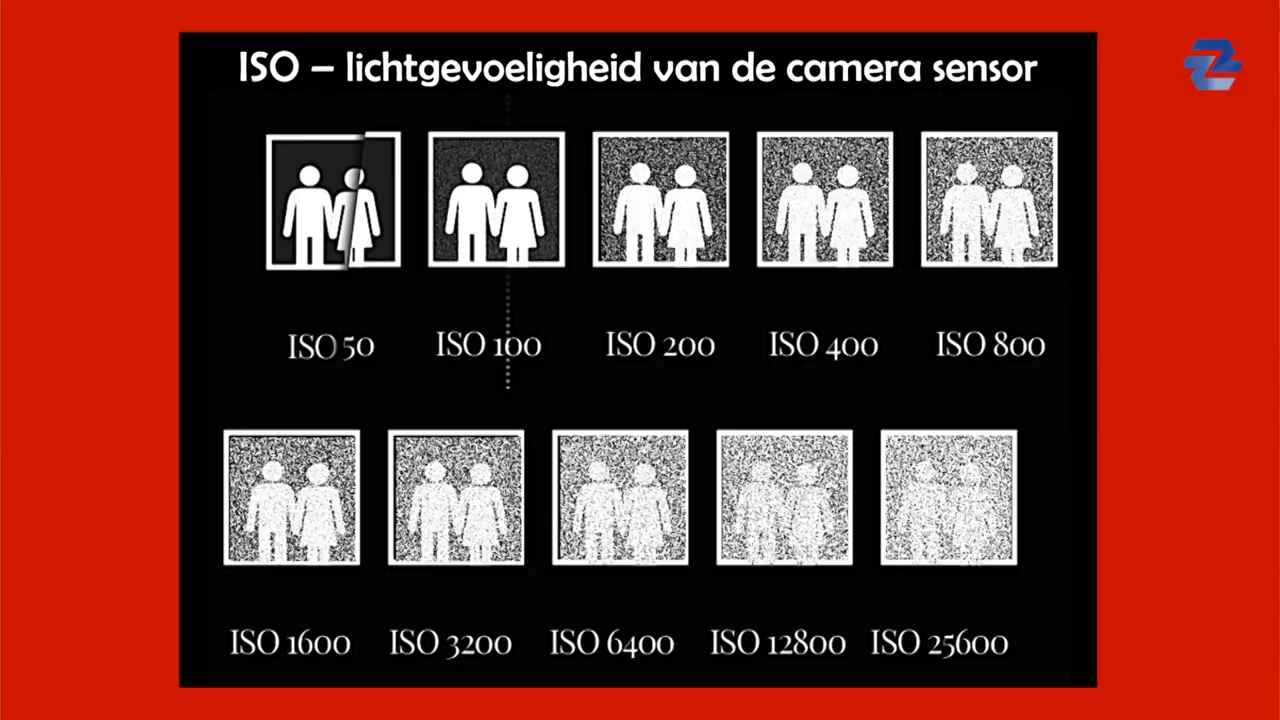 ISO – lichtgevoeligheid van de camera sensor
ISO 50 ISO 100 ISO 200 ISO 400 ISO 800
ISO 1600 ISO 3200 ISO 6400 ISO 12800 ISO 25600